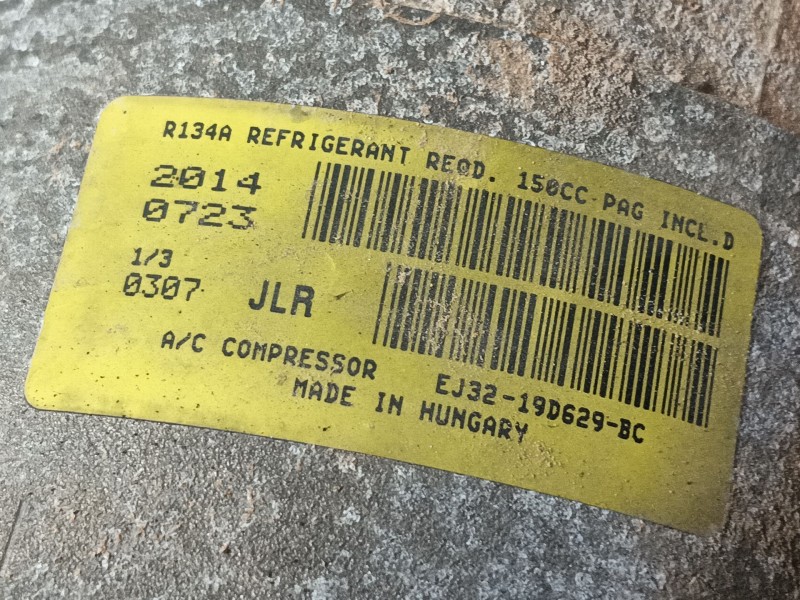 R134A REFRIGERANT REQD. 150CC PAG INCL.D
2014
0723
1/3
0307 JLR
A/C COMPRESSOR EJ32-19D629-BC
MADE IN HUNGARY